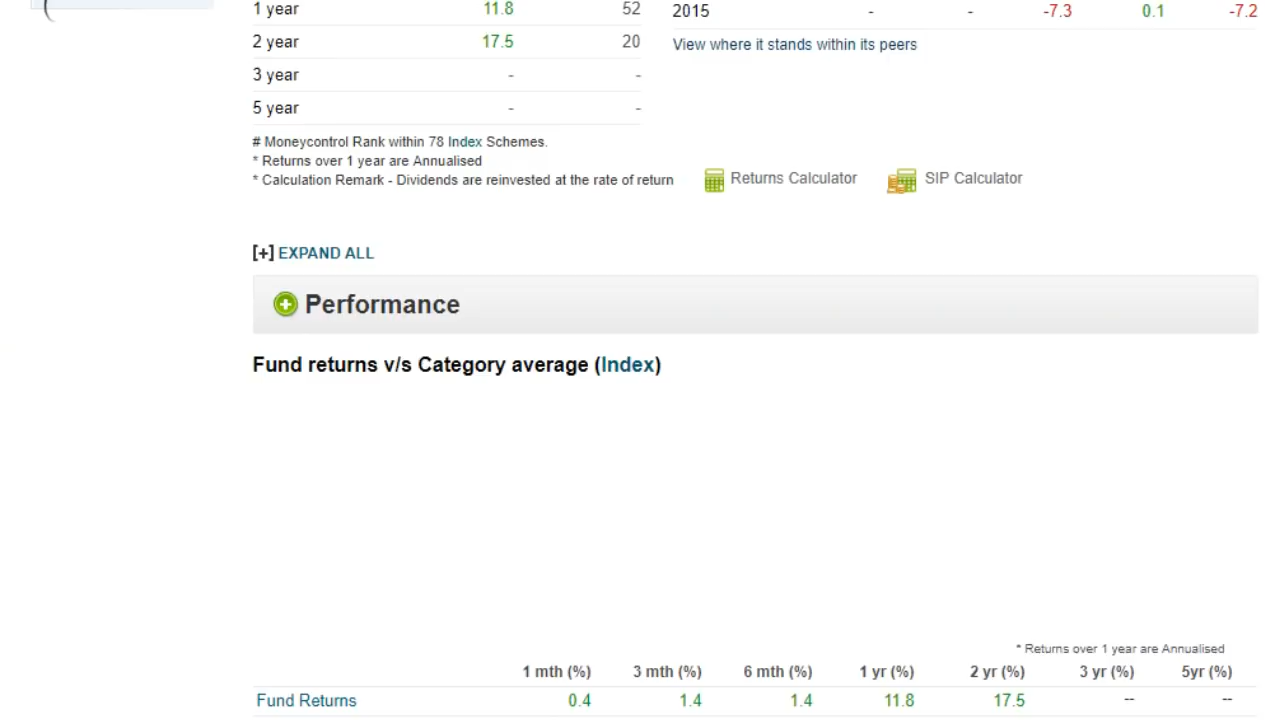 1 year 11.8 52
2 year 17.5 20
3 year - -
5 year - -
# Moneycontrol Rank within 78 Index Schemes.
* Returns over 1 year are Annualised
* Calculation Remark - Dividends are reinvested at the rate of return
2015 - - -7.3 0.1 -7.2
View where it stands within its peers
Returns Calculator SIP Calculator
[+] EXPAND ALL
Performance
Fund returns v/s Category average (Index)
* Returns over 1 year are Annualised
1 mth (%) 3 mth (%) 6 mth (%) 1 yr (%) 2 yr (%) 3 yr (%) 5yr (%)
Fund Returns 0.4 1.4 1.4 11.8 17.5 -- --